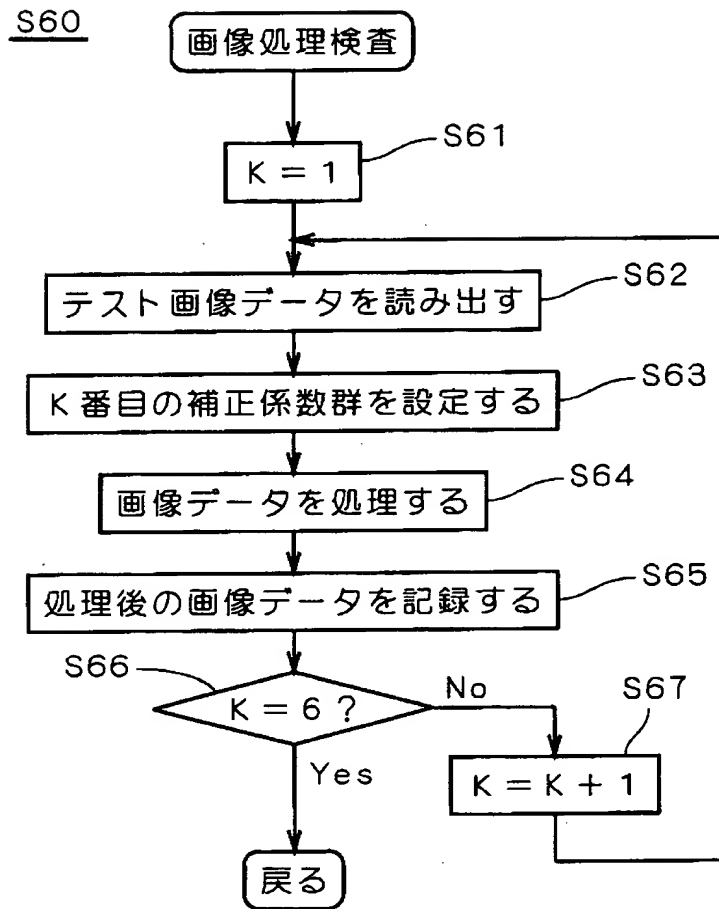 S60
画像処理検査
S61
K = 1
S62
テスト画像データを読み出す
S63
K番目の補正係数群を設定する
S64
画像データを処理する
S65
処理後の画像データを記録する
S66
K = 6 ?
No
S67
K = K + 1
Yes
戻る